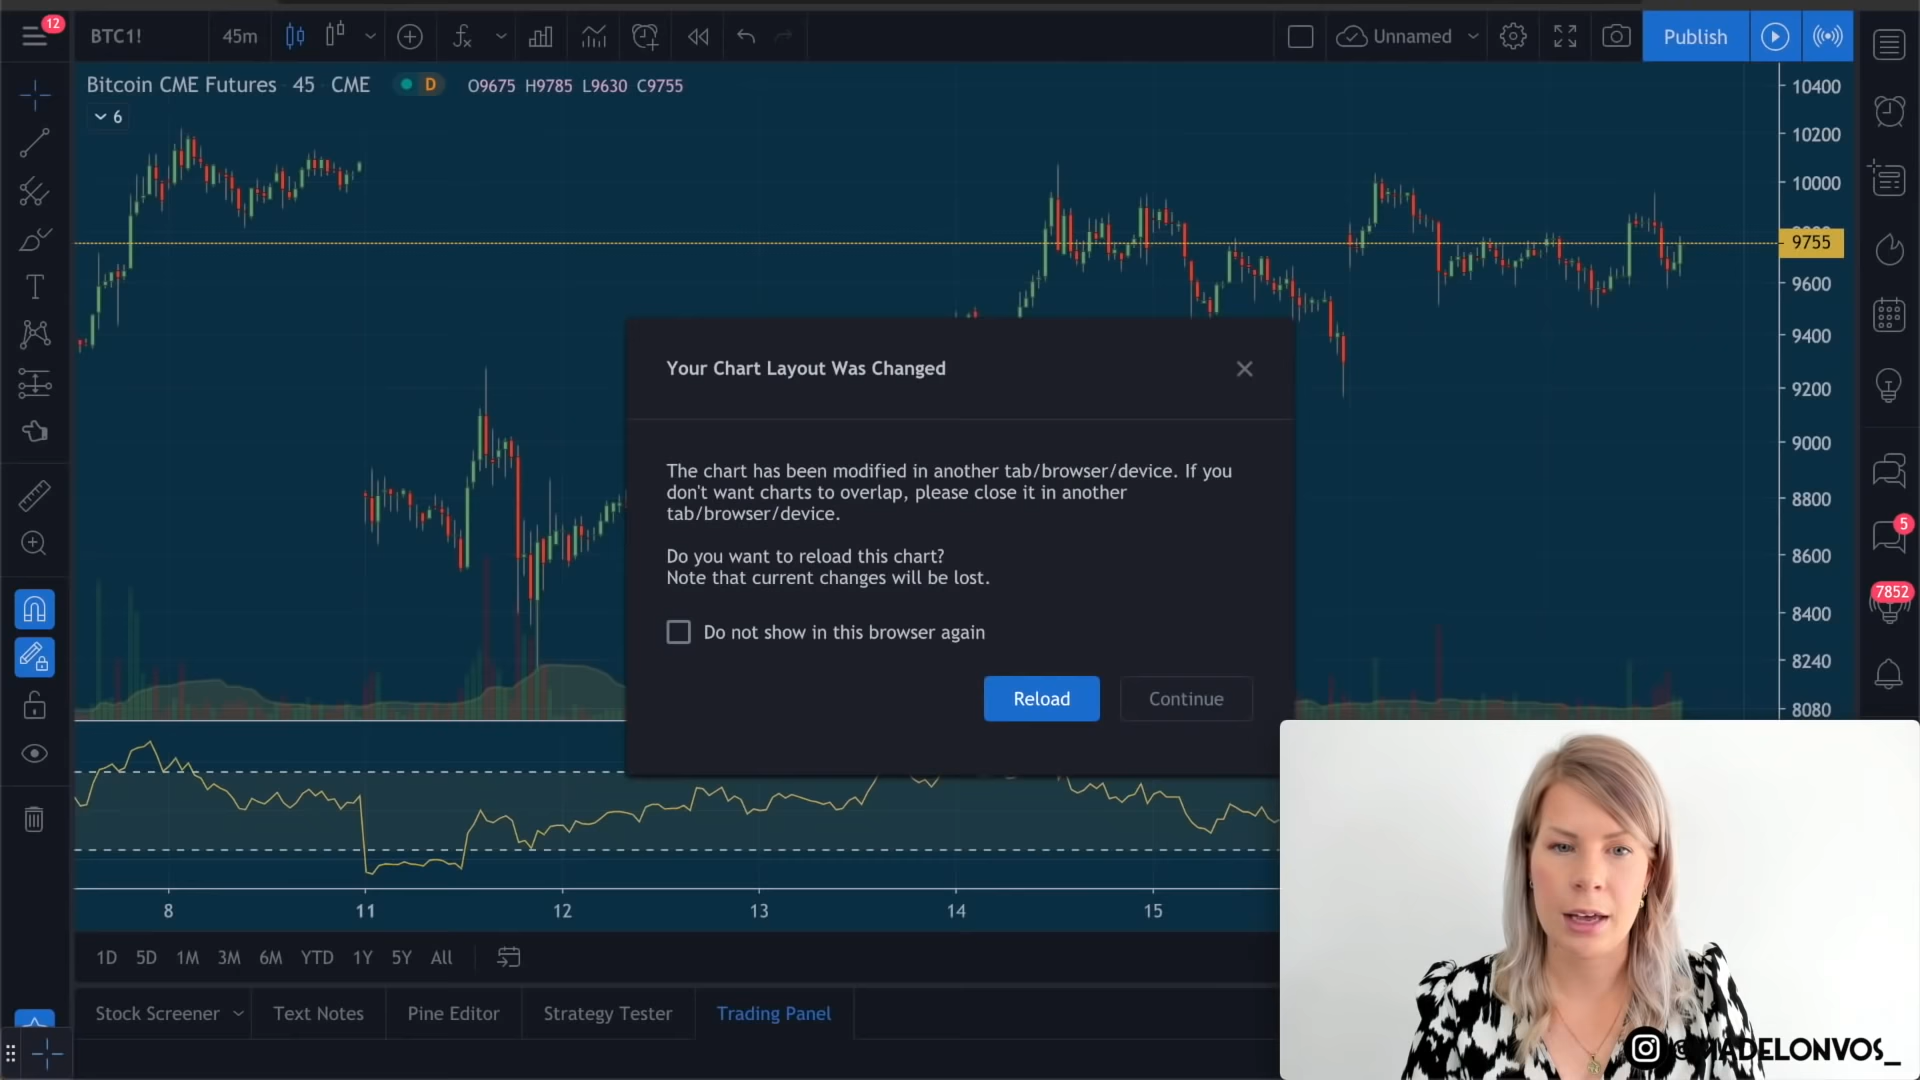 12
BTC1!
45m
Unnamed
Publish
Bitcoin CME Futures · 45 · CME
D
O9675 H9785 L9630 C9755
6
10400
10200
10000
9755
9600
9400
9200
9000
8800
8600
8400
8240
8080
5
7852
Your Chart Layout Was Changed
The chart has been modified in another tab/browser/device. If you
don't want charts to overlap, please close it in another
tab/browser/device.
Do you want to reload this chart?
Note that current changes will be lost.
Do not show in this browser again
Reload
Continue
8 11 12 13 14 15
1D 5D 1M 3M 6M YTD 1Y 5Y All
Stock Screener
Text Notes
Pine Editor
Strategy Tester
Trading Panel
@MADELONVOS_